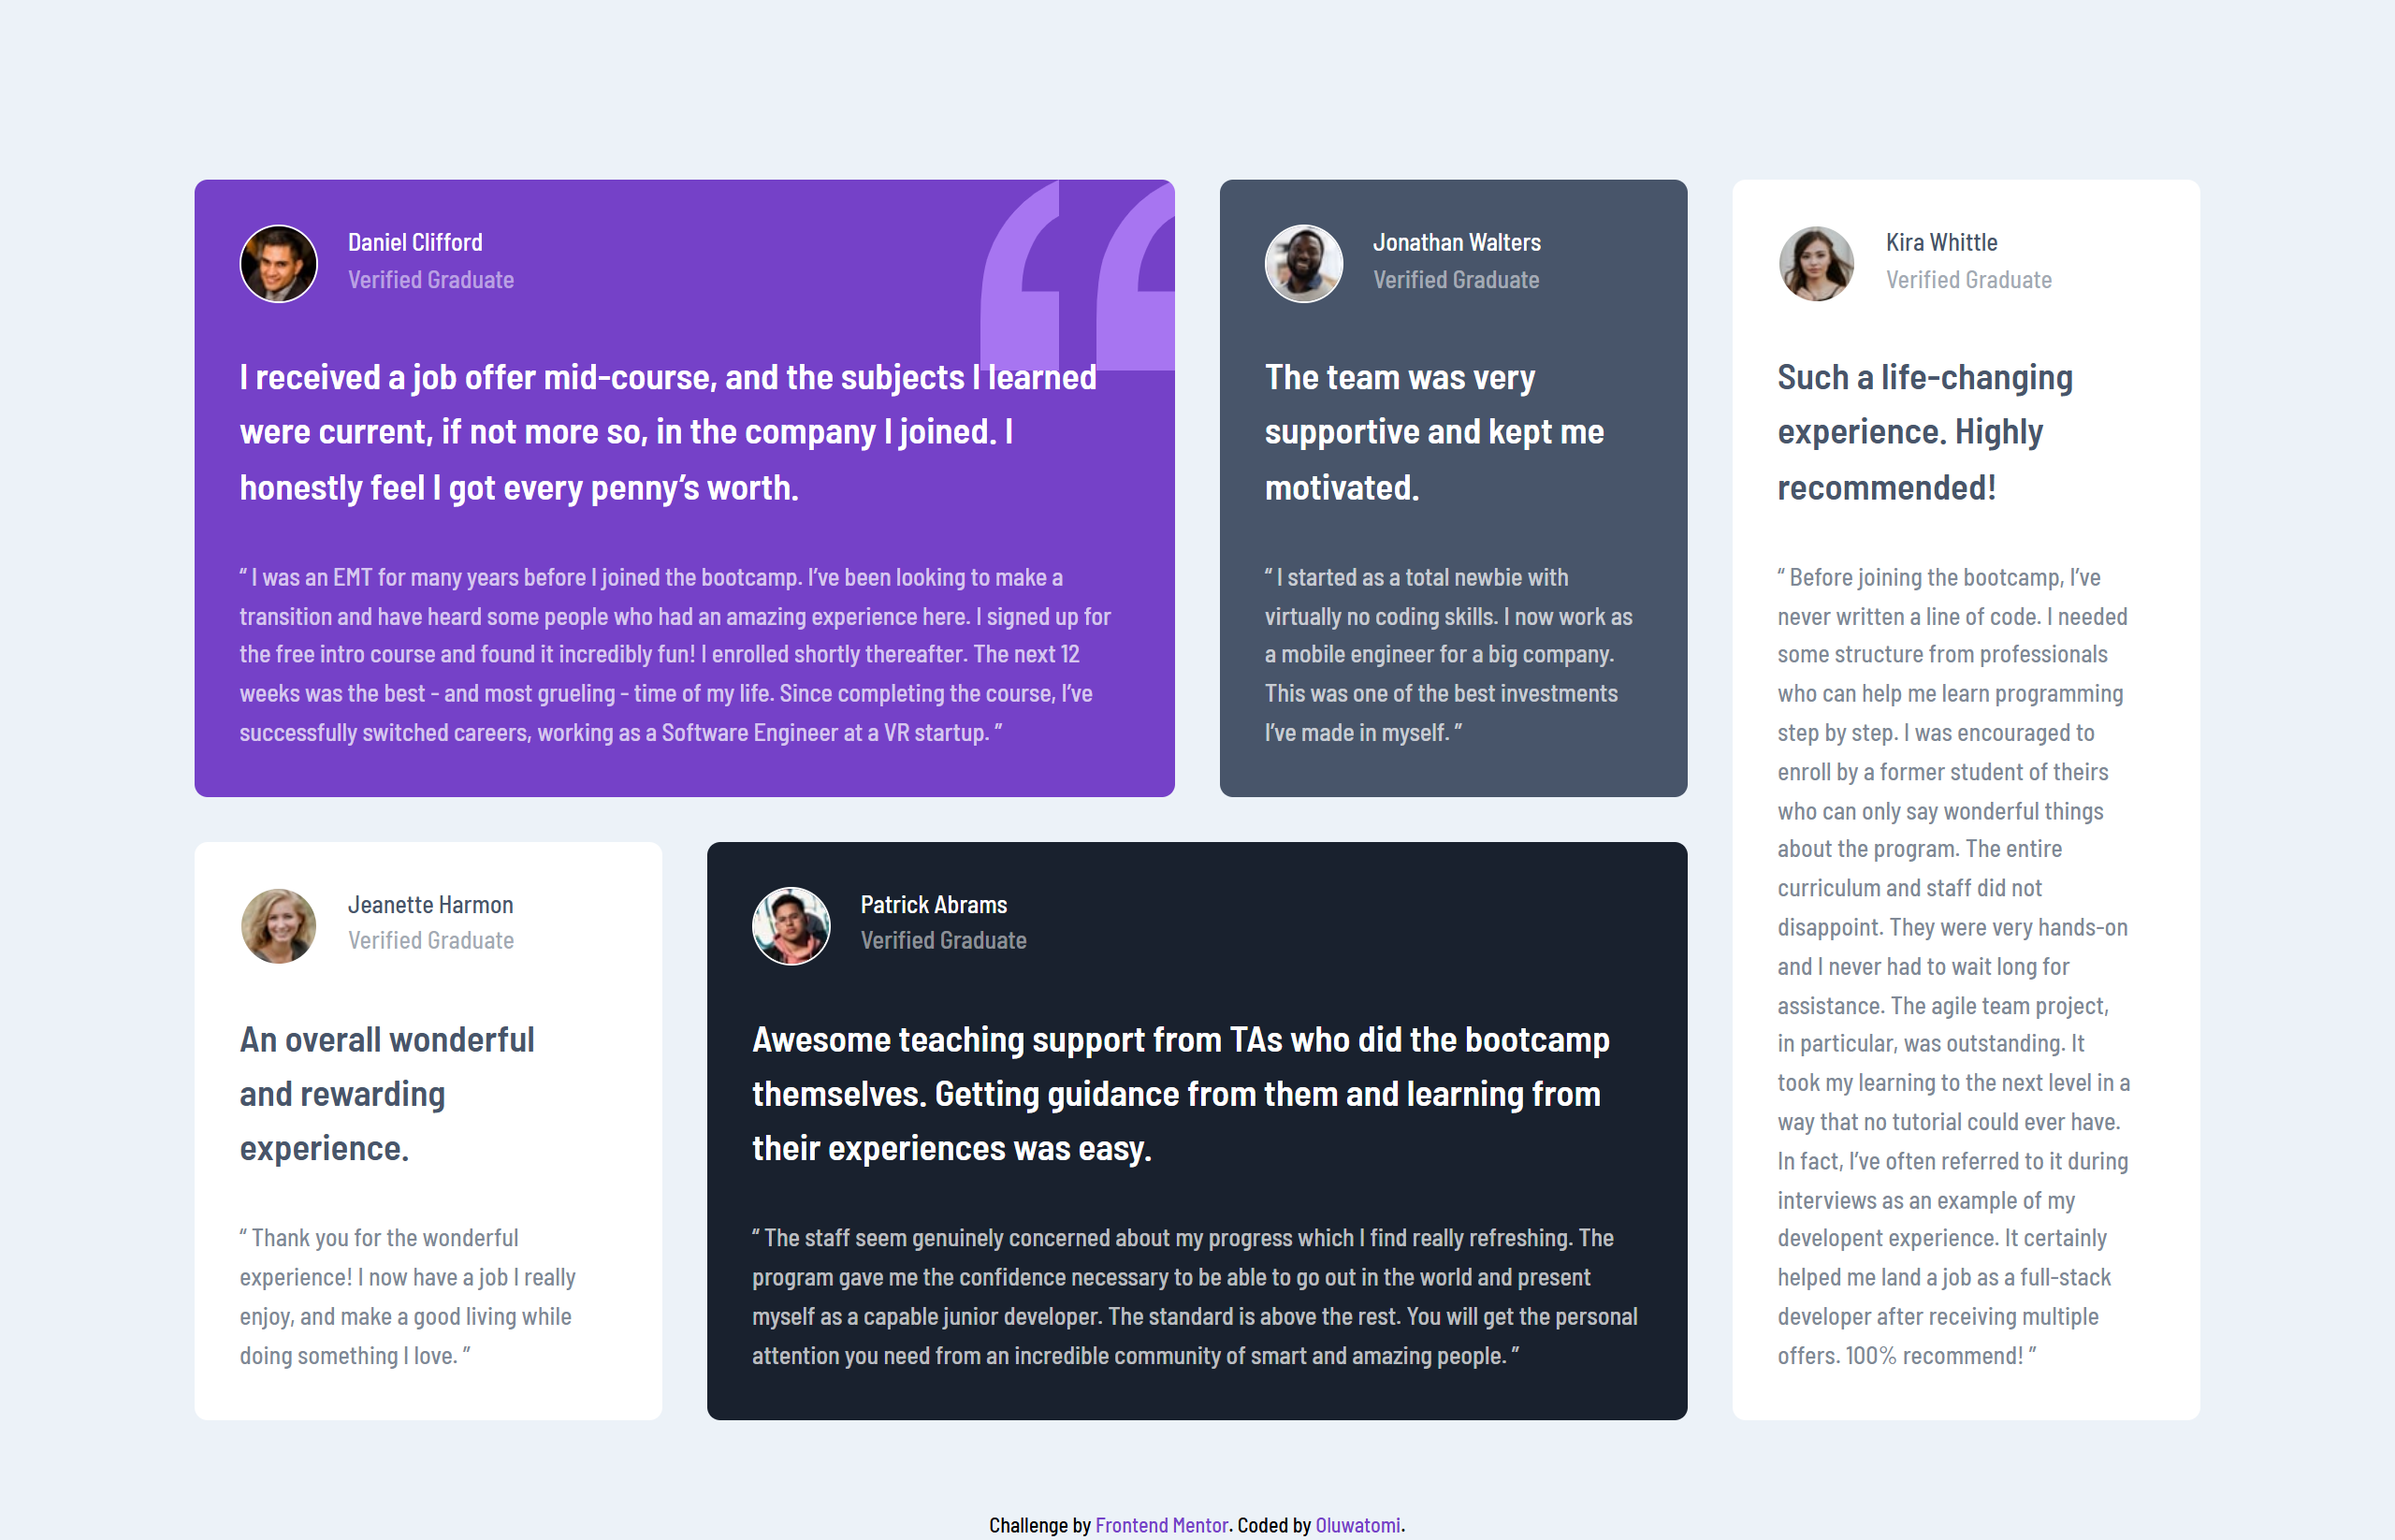 Daniel Clifford
Verified Graduate
I received a job offer mid-course, and the subjects I learned
were current, if not more so, in the company I joined. I
honestly feel I got every penny’s worth.
“ I was an EMT for many years before I joined the bootcamp. I’ve been looking to make a
transition and have heard some people who had an amazing experience here. I signed up for
the free intro course and found it incredibly fun! I enrolled shortly thereafter. The next 12
weeks was the best - and most grueling - time of my life. Since completing the course, I’ve
successfully switched careers, working as a Software Engineer at a VR startup. ”
Jonathan Walters
Verified Graduate
The team was very
supportive and kept me
motivated.
“ I started as a total newbie with
virtually no coding skills. I now work as
a mobile engineer for a big company.
This was one of the best investments
I’ve made in myself. ”
Kira Whittle
Verified Graduate
Such a life-changing
experience. Highly
recommended!
“ Before joining the bootcamp, I’ve
never written a line of code. I needed
some structure from professionals
who can help me learn programming
step by step. I was encouraged to
enroll by a former student of theirs
who can only say wonderful things
about the program. The entire
curriculum and staff did not
disappoint. They were very hands-on
and I never had to wait long for
assistance. The agile team project,
in particular, was outstanding. It
took my learning to the next level in a
way that no tutorial could ever have.
In fact, I’ve often referred to it during
interviews as an example of my
developent experience. It certainly
helped me land a job as a full-stack
developer after receiving multiple
offers. 100% recommend! ”
Jeanette Harmon
Verified Graduate
An overall wonderful
and rewarding
experience.
“ Thank you for the wonderful
experience! I now have a job I really
enjoy, and make a good living while
doing something I love. ”
Patrick Abrams
Verified Graduate
Awesome teaching support from TAs who did the bootcamp
themselves. Getting guidance from them and learning from
their experiences was easy.
“ The staff seem genuinely concerned about my progress which I find really refreshing. The
program gave me the confidence necessary to be able to go out in the world and present
myself as a capable junior developer. The standard is above the rest. You will get the personal
attention you need from an incredible community of smart and amazing people. ”
Challenge by Frontend Mentor. Coded by Oluwatomi.